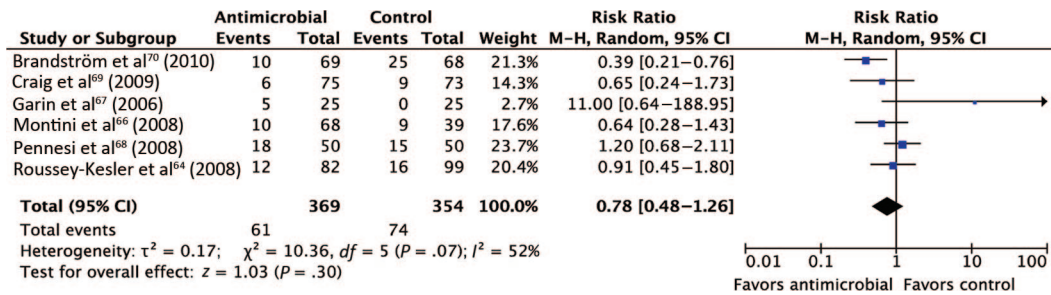 Antimicrobial Control Risk Ratio Risk Ratio
Study or Subgroup Events Total Events Total Weight M-H, Random, 95% CI M-H, Random, 95% CI
Brandström et al⁷⁰ (2010) 10 69 25 68 21.3% 0.39 [0.21–0.76]
Craig et al⁶⁹ (2009) 6 75 9 73 14.3% 0.65 [0.24–1.73]
Garin et al⁶⁷ (2006) 5 25 0 25 2.7% 11.00 [0.64–188.95]
Montini et al⁶⁶ (2008) 10 68 9 39 17.6% 0.64 [0.28–1.43]
Pennesi et al⁶⁸ (2008) 18 50 15 50 23.7% 1.20 [0.68–2.11]
Roussey-Kesler et al⁶⁴ (2008) 12 82 16 99 20.4% 0.91 [0.45–1.80]
Total (95% CI) 369 354 100.0% 0.78 [0.48–1.26]
Total events 61 74
Heterogeneity: τ² = 0.17; χ² = 10.36, df = 5 (P = .07); I² = 52%
Test for overall effect: z = 1.03 (P = .30)
0.01 0.1 1 10 100
Favors antimicrobial Favors control